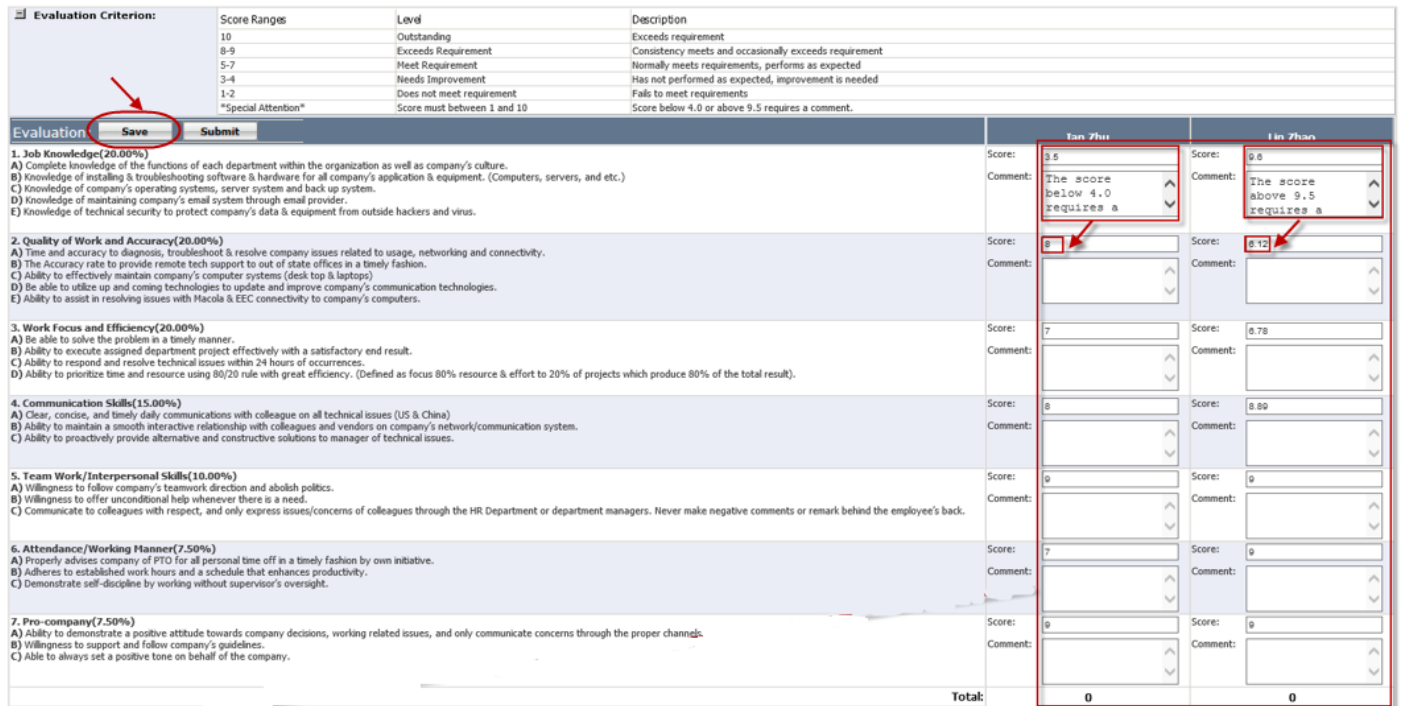 Evaluation Criterion:
Score Ranges Level Description
10 Outstanding Exceeds requirement
8-9 Exceeds Requirement Consistency meets and occasionally exceeds requirement
5-7 Meet Requirement Normally meets requirements, performs as expected
3-4 Needs Improvement Has not performed as expected, improvement is needed
1-2 Does not meet requirement Fails to meet requirements
*Special Attention* Score must between 1 and 10 Score below 4.0 or above 9.5 requires a comment.
Evaluation: Save Submit Ian Zhu Lin Zhao
1. Job Knowledge(20.00%)
A) Complete knowledge of the functions of each department within the organization as well as company's culture.
B) Knowledge of installing & troubleshooting software & hardware for all company's application & equipment. (Computers, servers, and etc.)
C) Knowledge of company's operating systems, server system and back up system.
D) Knowledge of maintaining company's email system through email provider.
E) Knowledge of technical security to protect company's data & equipment from outside hackers and virus.
Score: 3.5 Score: 9.6
Comment: The score below 4.0 requires a Comment: The score above 9.5 requires a
2. Quality of Work and Accuracy(20.00%)
A) Time and accuracy to diagnosis, troubleshoot & resolve company issues related to usage, networking and connectivity.
B) The Accuracy rate to provide remote tech support to out of state offices in a timely fashion.
C) Ability to effectively maintain company's computer systems (desk top & laptops)
D) Be able to utilize up and coming technologies to update and improve company's communication technologies.
E) Ability to assist in resolving issues with Macola & EEC connectivity to company's computers.
Score: 8 Score: 6.12
Comment: Comment:
3. Work Focus and Efficiency(20.00%)
A) Be able to solve the problem in a timely manner.
B) Ability to execute assigned department project effectively with a satisfactory end result.
C) Ability to respond and resolve technical issues within 24 hours of occurrences.
D) Ability to prioritize time and resource using 80/20 rule with great efficiency. (Defined as focus 80% resource & effort to 20% of projects which produce 80% of the total result).
Score: 7 Score: 6.78
Comment: Comment:
4. Communication Skills(15.00%)
A) Clear, concise, and timely daily communications with colleague on all technical issues (US & China)
B) Ability to maintain a smooth interactive relationship with colleagues and vendors on company's network/communication system.
C) Ability to proactively provide alternative and constructive solutions to manager of technical issues.
Score: 8 Score: 8.89
Comment: Comment:
5. Team Work/Interpersonal Skills(10.00%)
A) Willingness to follow company's teamwork direction and abolish politics.
B) Willingness to offer unconditional help whenever there is a need.
C) Communicate to colleagues with respect, and only express issues/concerns of colleagues through the HR Department or department managers. Never make negative comments or remark behind the employee's back.
Score: 9 Score: 9
Comment: Comment:
6. Attendance/Working Manner(7.50%)
A) Properly advises company of PTO for all personal time off in a timely fashion by own initiative.
B) Adheres to established work hours and a schedule that enhances productivity.
C) Demonstrate self-discipline by working without supervisor's oversight.
Score: 7 Score: 9
Comment: Comment:
7. Pro-company(7.50%)
A) Ability to demonstrate a positive attitude towards company decisions, working related issues, and only communicate concerns through the proper channels.
B) Willingness to support and follow company's guidelines.
C) Able to always set a positive tone on behalf of the company.
Score: 9 Score: 9
Comment: Comment:
Total: 0 0